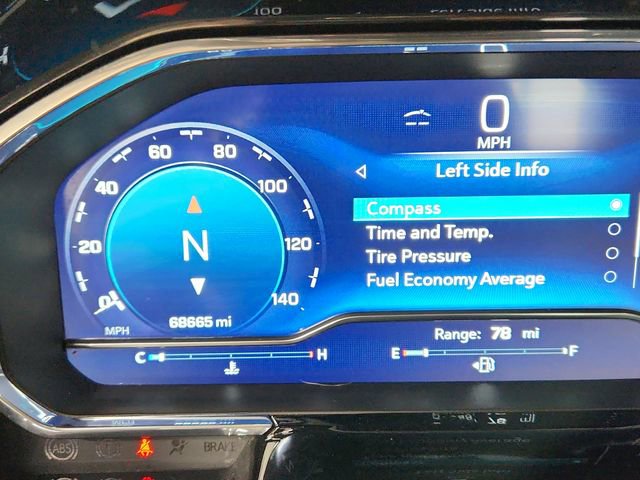 0
MPH
Left Side Info
Compass
Time and Temp.
Tire Pressure
Fuel Economy Average
60 80
40 100
20 120
0 140
N
MPH
68665 mi
Range: 78 mi
C H E F
ABS BRAKE